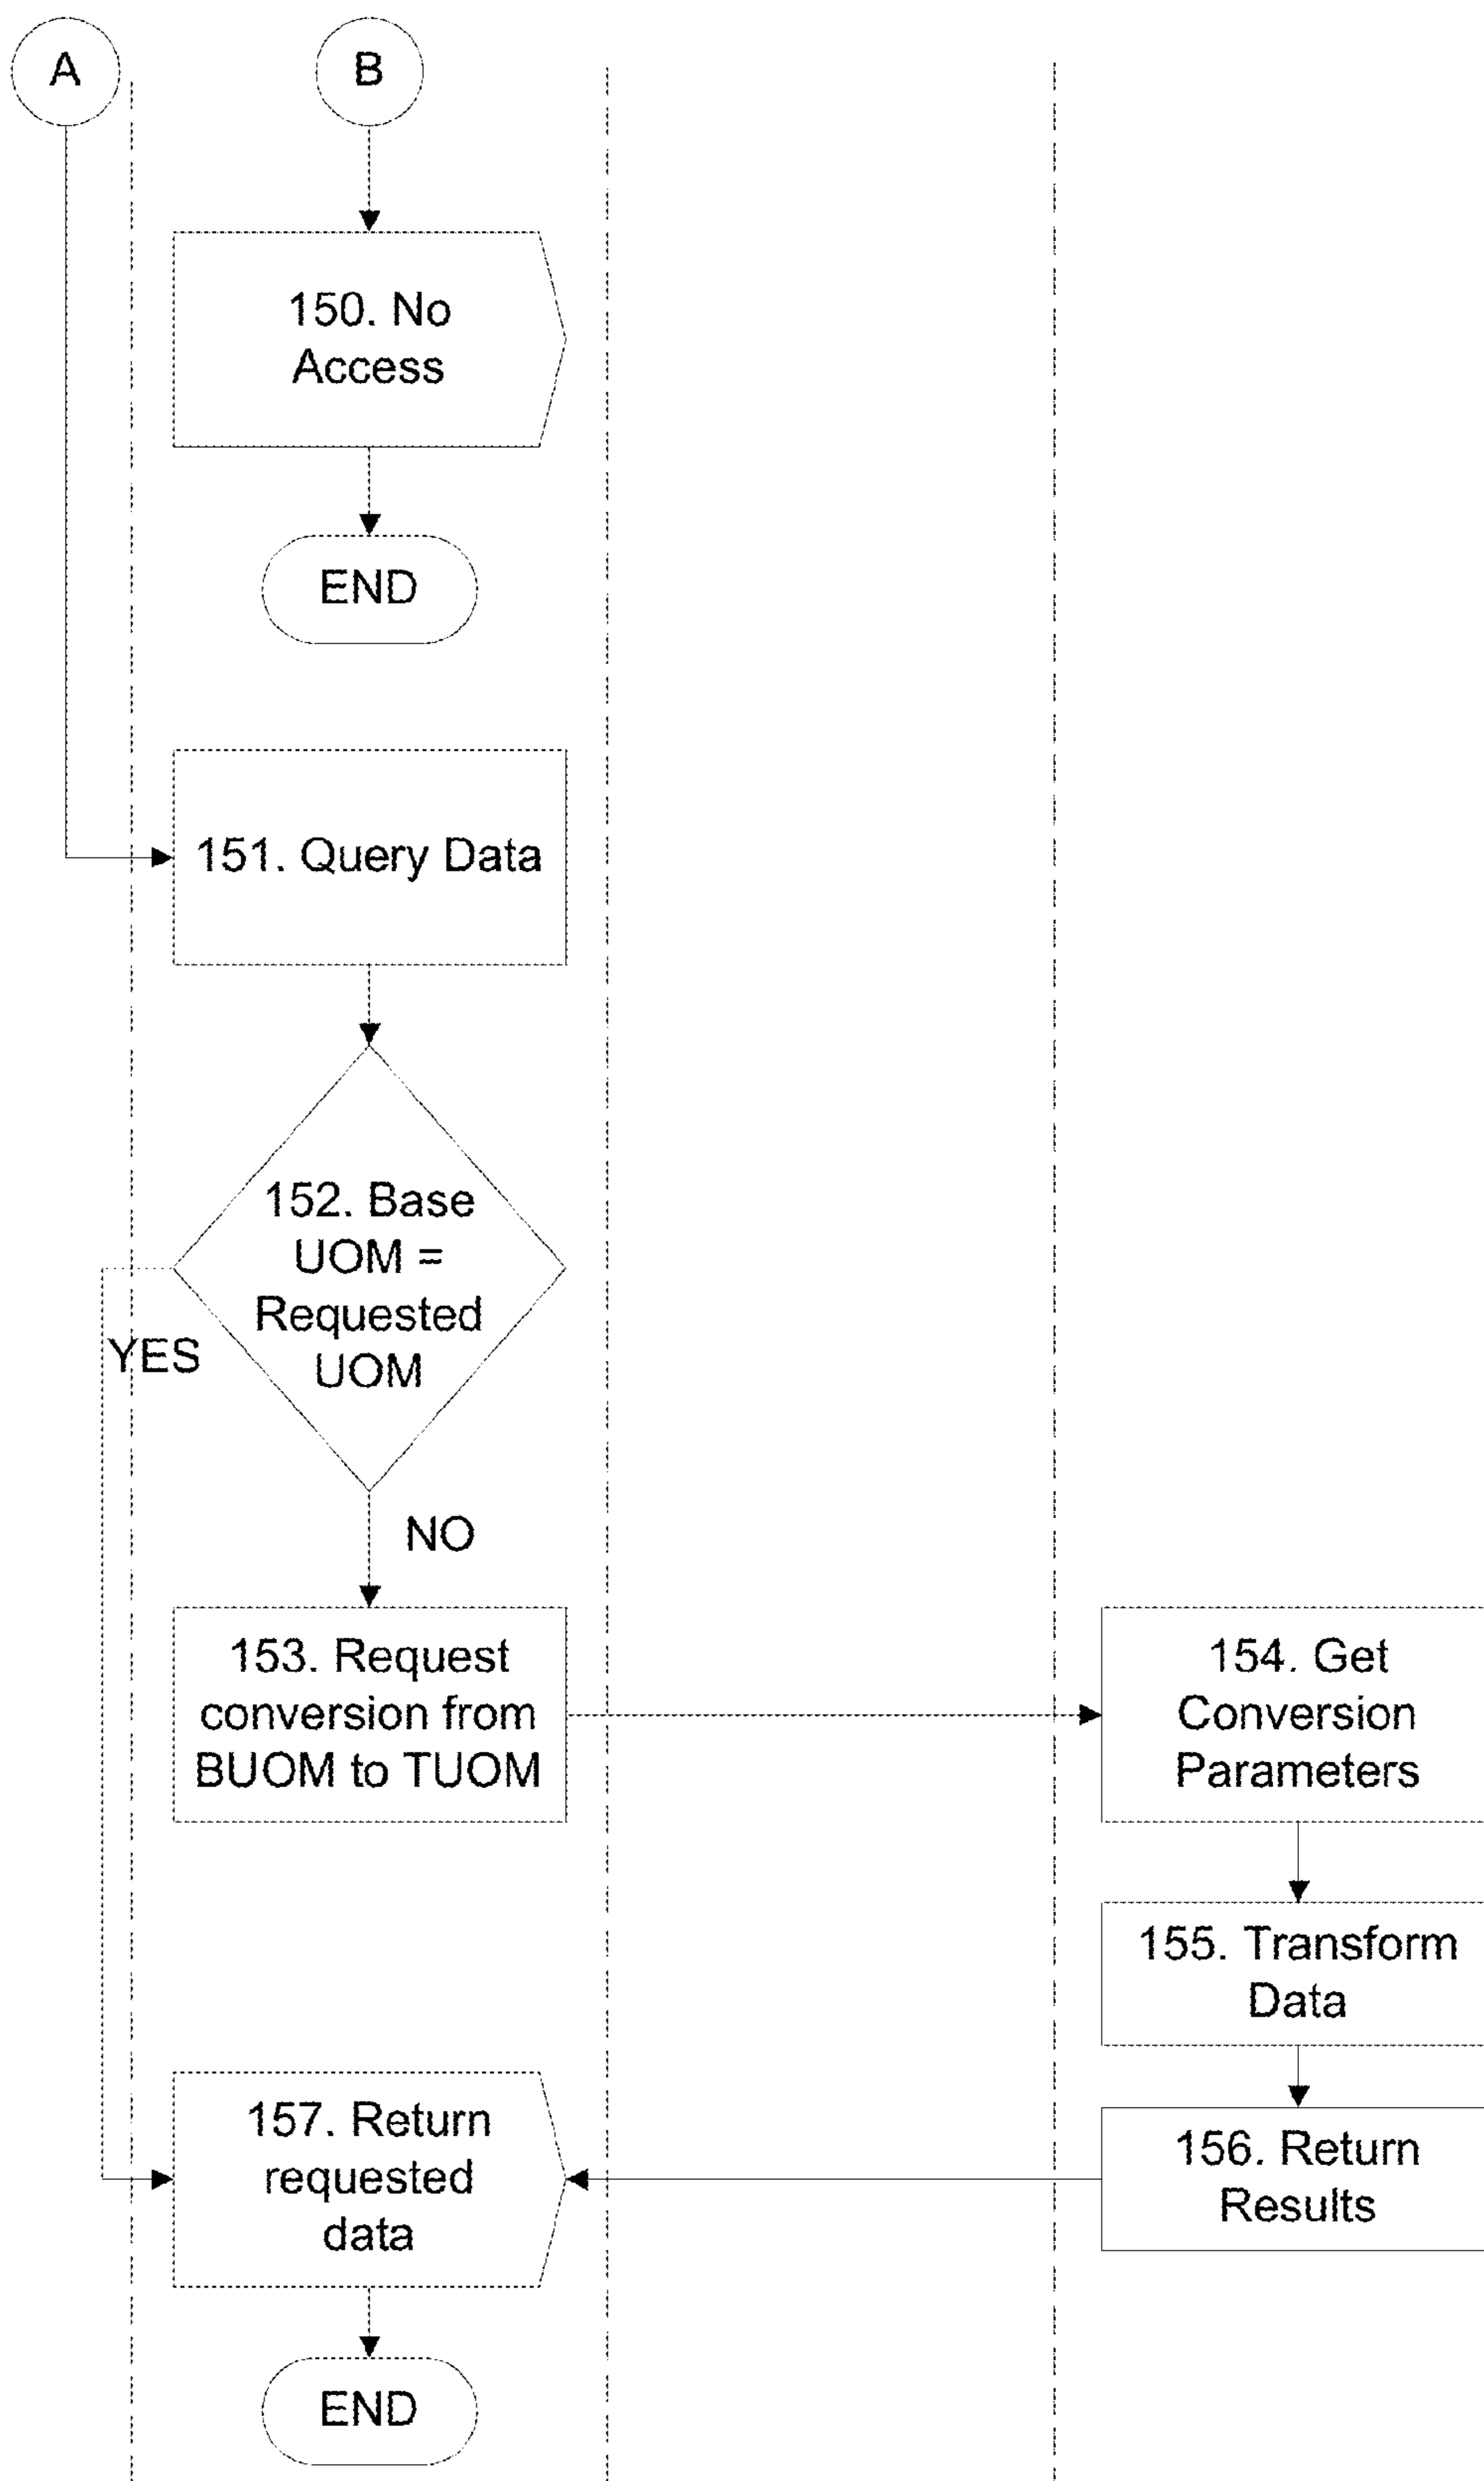 A
B
150. No
Access
END
151. Query Data
152. Base
UOM =
Requested
UOM
YES
NO
153. Request
conversion from
BUOM to TUOM
154. Get
Conversion
Parameters
155. Transform
Data
156. Return
Results
157. Return
requested
data
END